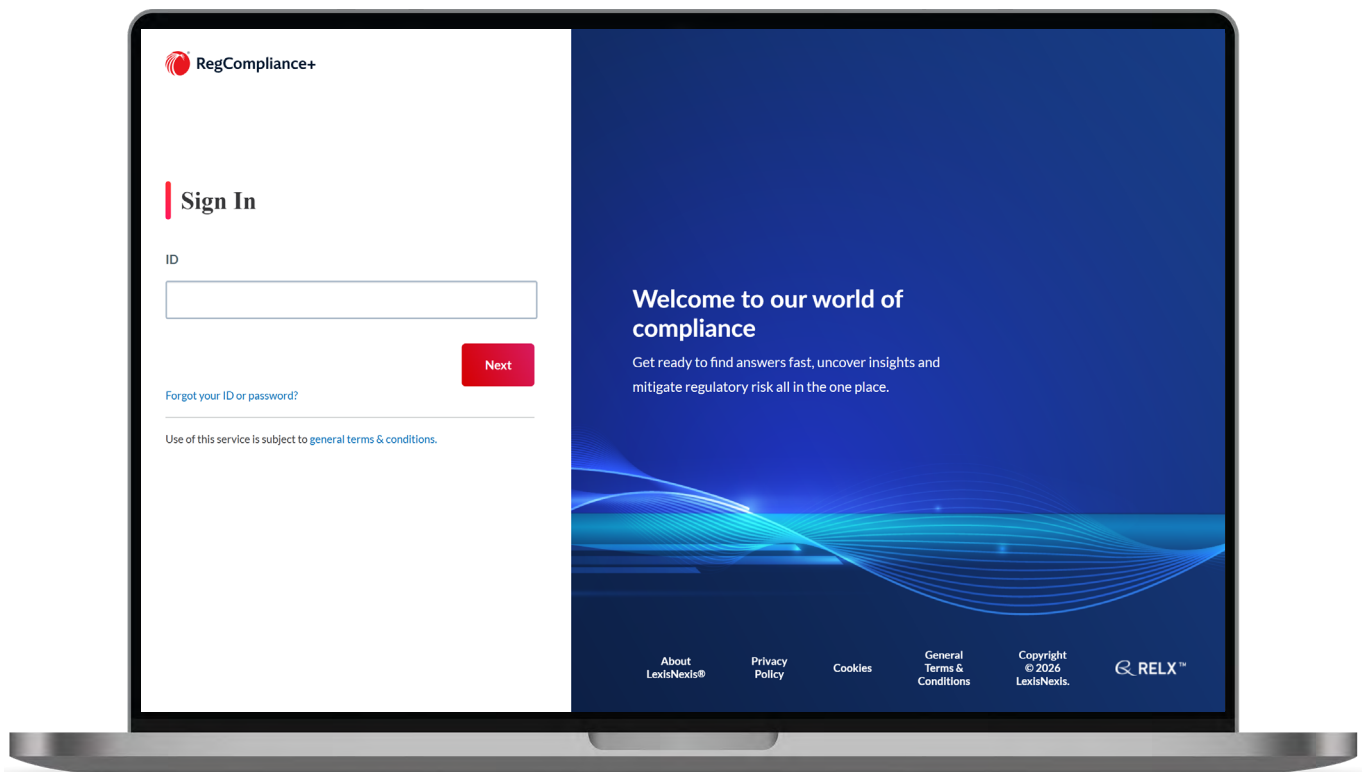 RegCompliance+
Sign In
ID
Next
Forgot your ID or password?
Use of this service is subject to general terms & conditions.
Welcome to our world of
compliance
Get ready to find answers fast, uncover insights and
mitigate regulatory risk all in the one place.
About
LexisNexis®
Privacy
Policy
Cookies
General
Terms &
Conditions
Copyright
© 2026
LexisNexis.
RELX™